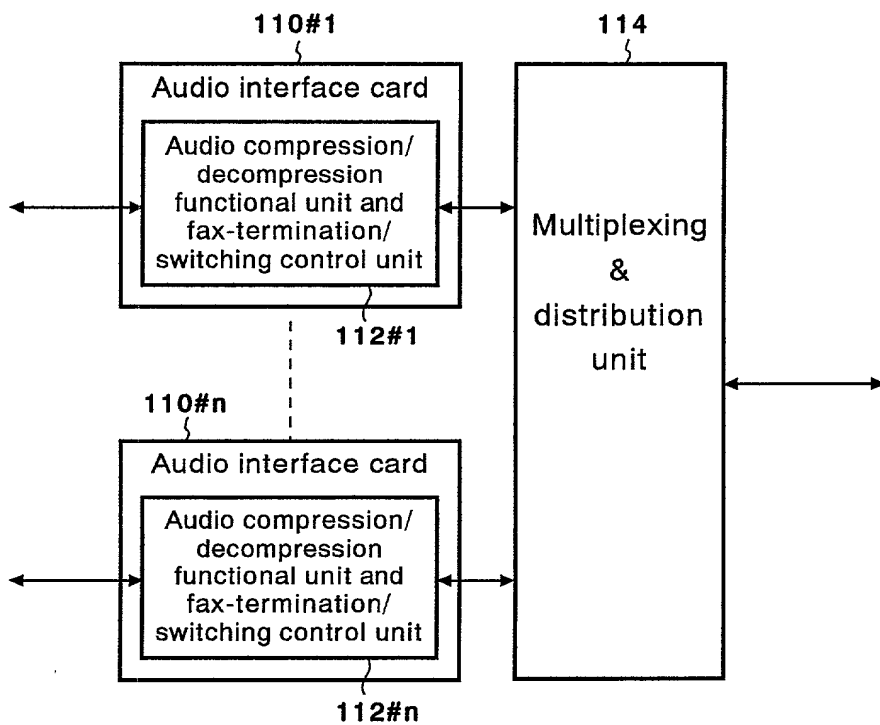 110#1
114
Audio interface card
Audio compression/
decompression
functional unit and
fax-termination/
switching control unit
112#1
Multiplexing
&
distribution
unit
110#n
Audio interface card
Audio compression/
decompression
functional unit and
fax-termination/
switching control unit
112#n